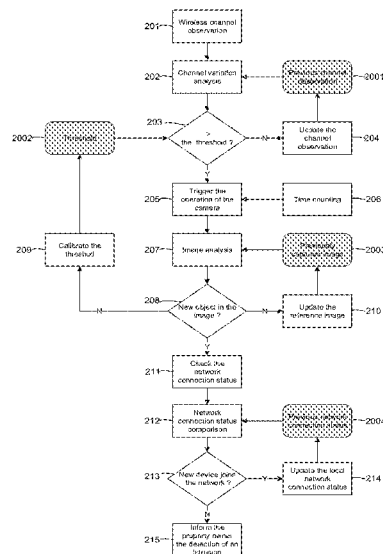 201
Wireless channel
observation
202
Channel variation
analysis
Previous channel
observation
2001
203
>
the threshold ?
2002
Threshold
N
Update the
channel
observation
204
Y
205
Trigger the
operation of the
camera
Time counting
206
209
Calibrate the
threshold
207
Image analysis
Previously
2003
208
New object in the
image ?
N
N
Update the
reference image
210
Y
211
Check the
network
connection status
212
Network
connection status
comparison
Previous network
connection status
2004
213
New device joins
the network ?
Y
Update the local
network
connection status
214
N
215
Inform the
property owner
the detection of an
intrusion